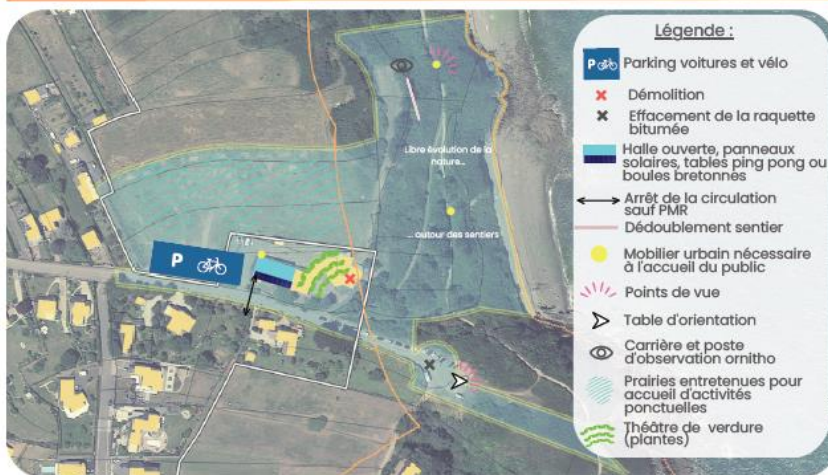 Légende :
P
Parking voitures et vélo
Démolition
Effacement de la raquette
bitumée
Halle ouverte, panneaux
solaires, tables ping pong ou
boules bretonnes
Arrêt de la circulation
sauf PMR
Dédoublement sentier
Mobilier urbain nécessaire
à l'accueil du public
Points de vue
Table d'orientation
Carrière et poste
d'observation ornitho
Prairies entretenues pour
accueil d'activités
ponctuelles
Théâtre de verdure
(plantes)
Libre évolution de la
nature...
... autour des sentiers
P